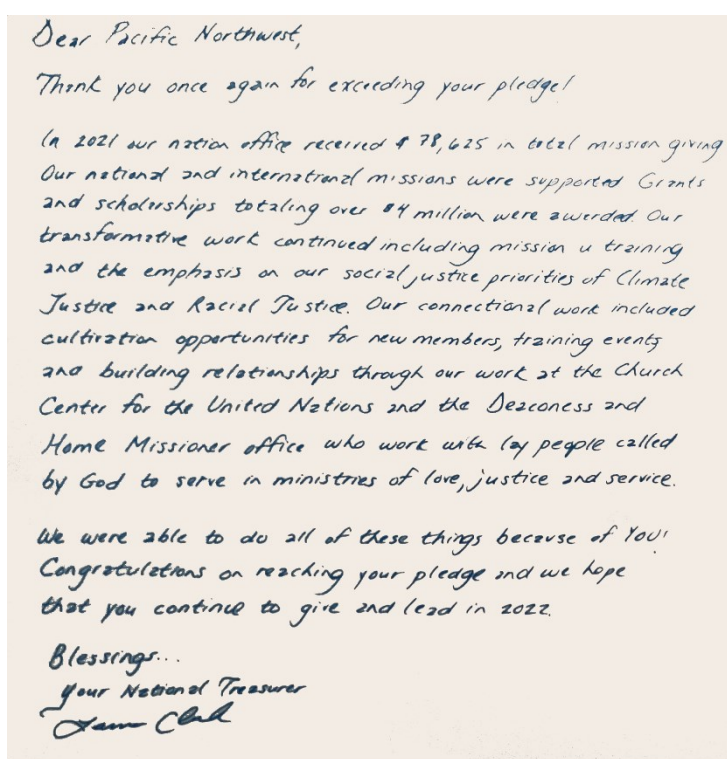 Dear Pacific Northwest,
Thank you once again for exceeding your pledge!
In 2021 our nation office received $78,625 in total mission giving
Our national and international missions were supported Grants
and scholarships totaling over $4 million were awarded. Our
transformative work continued including mission u training
and the emphasis on our social justice priorities of Climate
Justice and Racial Justice. Our connectional work included
cultivation opportunities for new members, training events
and building relationships through our work at the Church
Center for the United Nations and the Deaconess and
Home Missioner office who work with lay people called
by God to serve in ministries of love, justice and service.
We were able to do all of these things because of You!
Congratulations on reaching your pledge and we hope
that you continue to give and lead in 2022.
Blessings...
Your National Treasurer